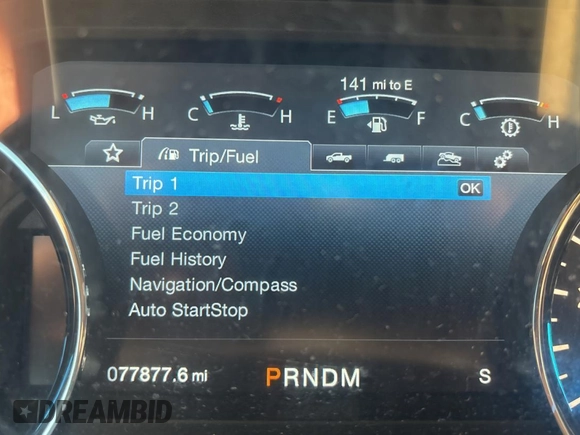 141 mi to E
L H C H E F C H
Trip/Fuel
Trip 1 OK
Trip 2
Fuel Economy
Fuel History
Navigation/Compass
Auto StartStop
077877.6 mi PRNDM S
DREAMBID